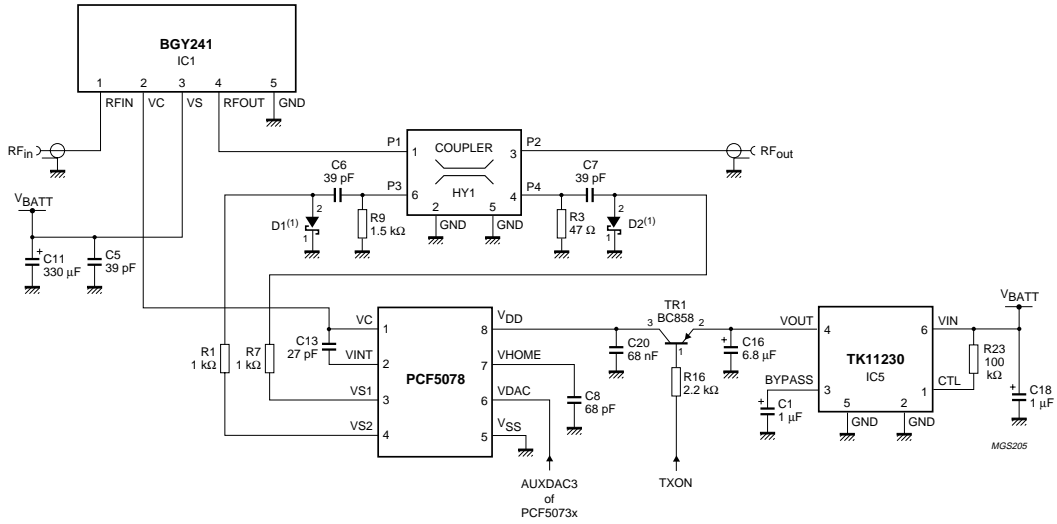 BGY241
IC1
1 2 3 4 5
RFIN VC VS RFOUT GND
RFin
P1
1
COUPLER
3
P2
RFout
C6
39 pF
P3
6
HY1
4
P4
C7
39 pF
VBATT
2
D1(1)
1
R9
1.5 kΩ
2
GND
5
GND
R3
47 Ω
2
D2(1)
1
+
C11
330 µF
C5
39 pF
VC
1
C13
27 pF
VINT
2
R1
1 kΩ
R7
1 kΩ
VS1
3
VS2
4
PCF5078
8
VDD
7
VHOME
6
VDAC
5
VSS
C8
68 pF
AUXDAC3
of
PCF5073x
C20
68 nF
TR1
BC858
3
2
1
R16
2.2 kΩ
TXON
+
C16
6.8 µF
VOUT
4
BYPASS
3
+
C1
1 µF
TK11230
IC5
5
GND
2
GND
6
VIN
1
CTL
R23
100
kΩ
VBATT
+
C18
1 µF
MGS205